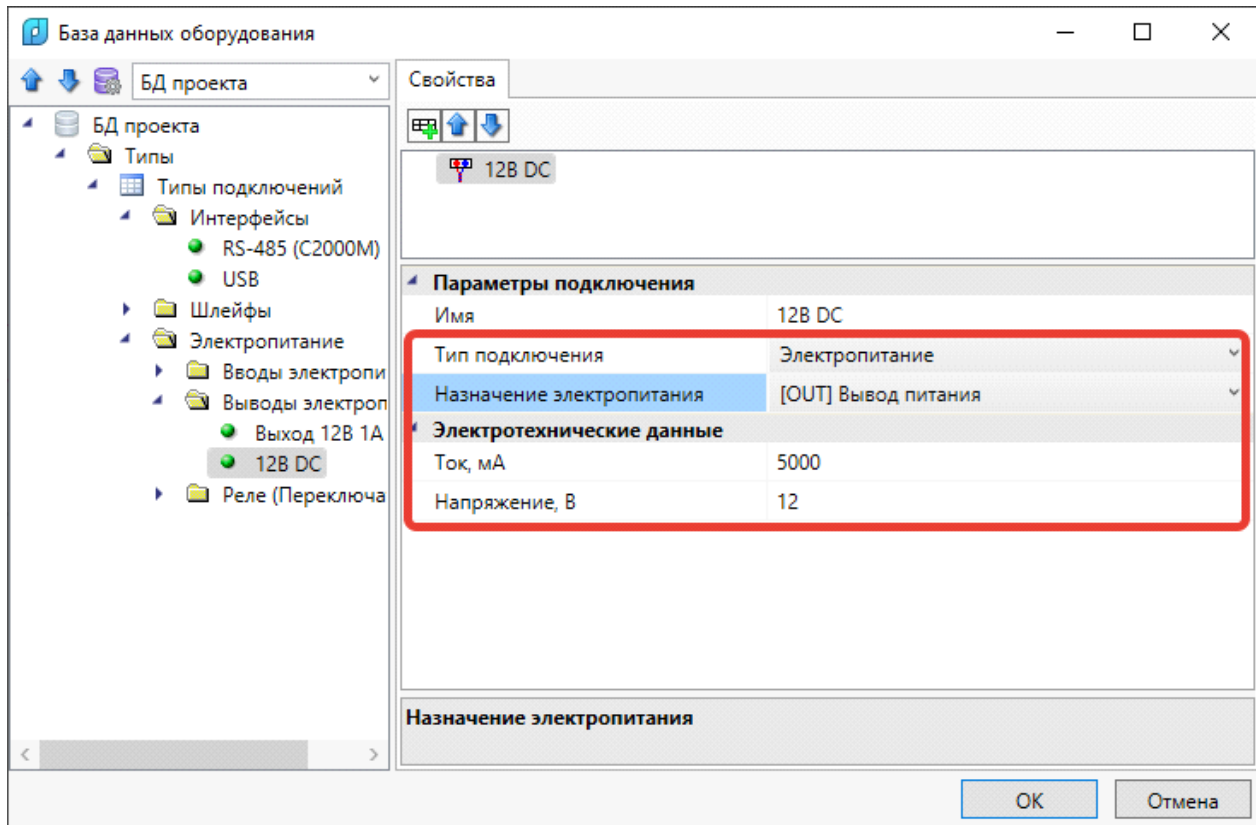 База данных оборудования
БД проекта
БД проекта
Типы
Типы подключений
Интерфейсы
RS-485 (С2000М)
USB
Шлейфы
Электропитание
Вводы электропи
Выводы электроп
Выход 12В 1А
12В DC
Реле (Переключа
Свойства
12В DC
Параметры подключения
Имя 12В DC
Тип подключения Электропитание
Назначение электропитания [OUT] Вывод питания
Электротехнические данные
Ток, мА 5000
Напряжение, В 12
Назначение электропитания
ОК Отмена